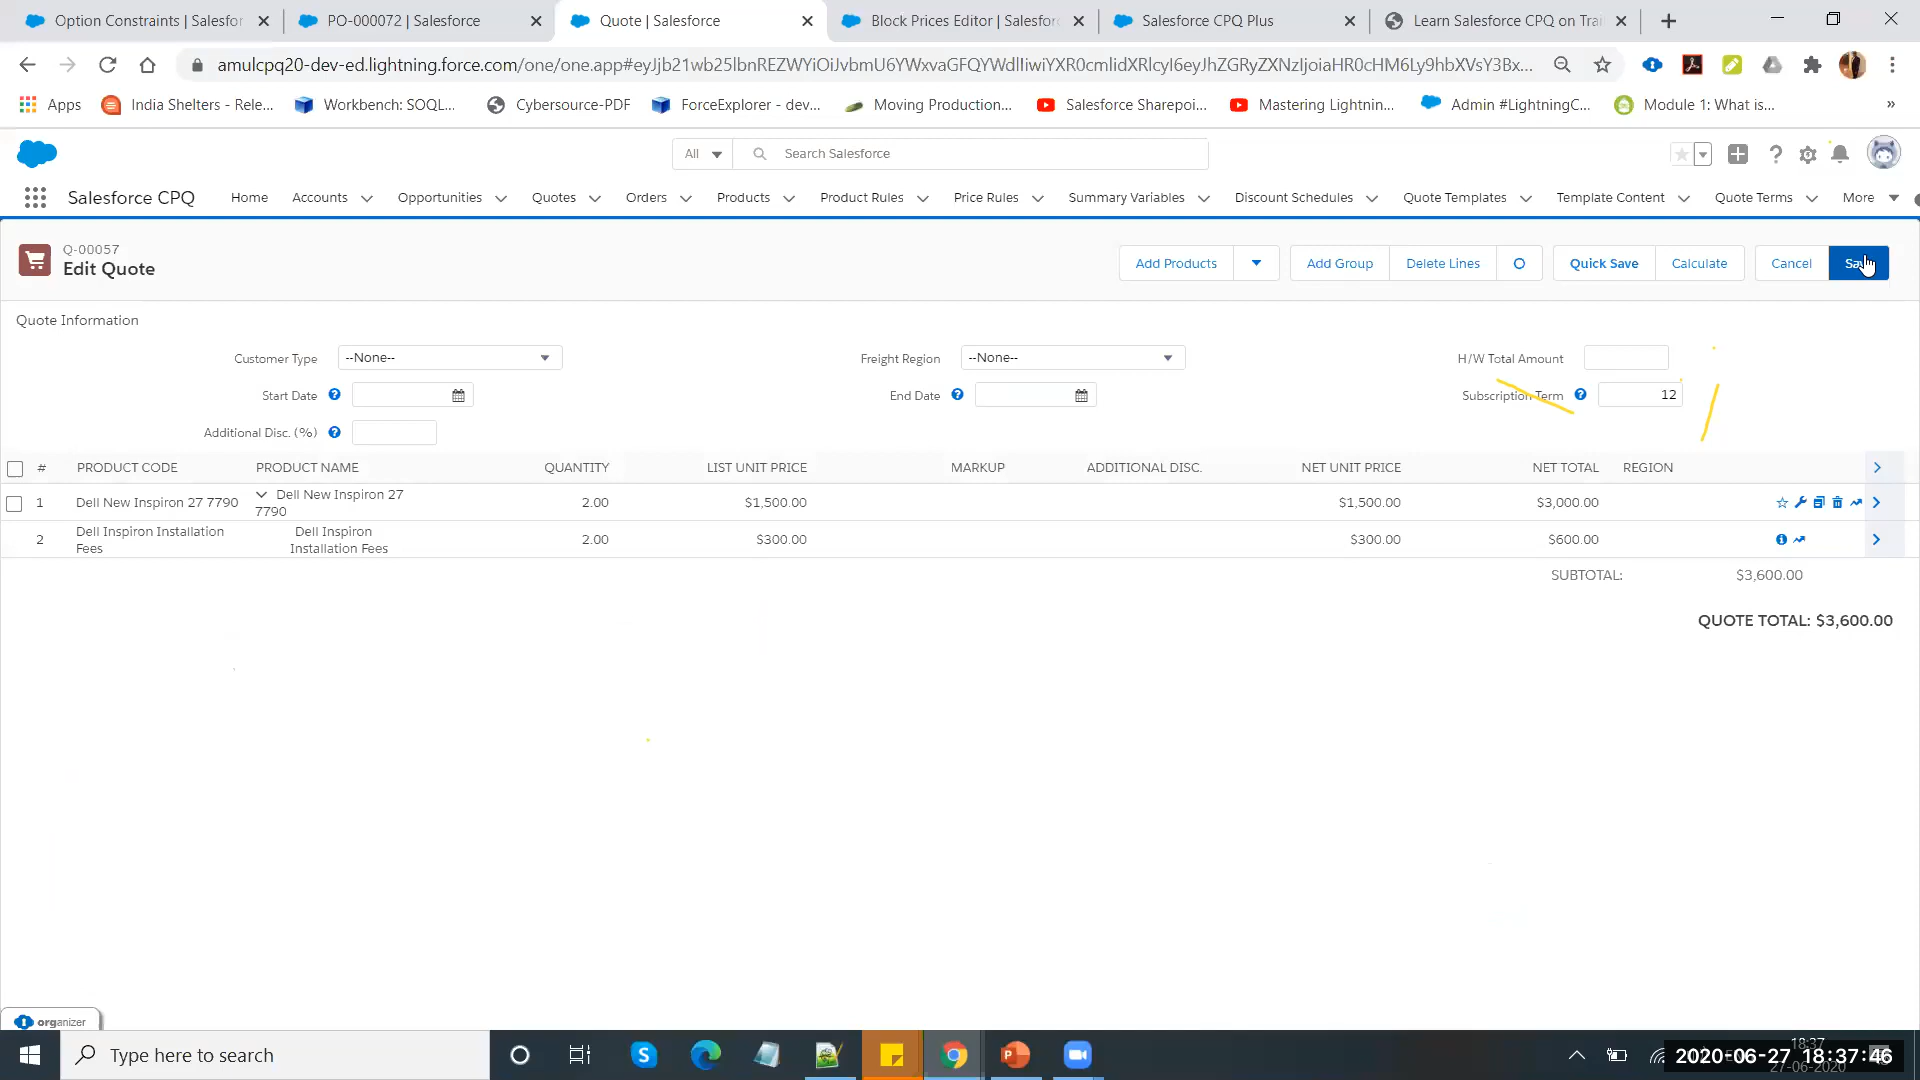 Option Constraints | Salesfor
PO-000072 | Salesforce
Quote | Salesforce
Block Prices Editor | Salesfor
Salesforce CPQ Plus
Learn Salesforce CPQ on Trai
amulcpq20-dev-ed.lightning.force.com/one/one.app#eyJjb21wb25lbnREZWYiOiJvbmU6YWxvaGFQYWdlIiwiYXR0cmlidXRlcyI6eyJhZGRyZXNzIjoiaHR0cHM6Ly9hbXVsY3Bx...
Apps
India Shelters - Rele...
Workbench: SOQL...
Cybersource-PDF
ForceExplorer - dev...
Moving Production...
Salesforce Sharepoi...
Mastering Lightnin...
Admin #LightningC...
Module 1: What is...
»
All
Search Salesforce
Salesforce CPQ
Home
Accounts
Opportunities
Quotes
Orders
Products
Product Rules
Price Rules
Summary Variables
Discount Schedules
Quote Templates
Template Content
Quote Terms
More
Q-00057
Edit Quote
Add Products
Add Group
Delete Lines
Quick Save
Calculate
Cancel
Quote Information
Customer Type --None--
Freight Region --None--
H/W Total Amount
Start Date
End Date
Subscription Term 12
Additional Disc. (%)
# PRODUCT CODE PRODUCT NAME QUANTITY LIST UNIT PRICE MARKUP ADDITIONAL DISC. NET UNIT PRICE NET TOTAL REGION
1 Dell New Inspiron 27 7790 Dell New Inspiron 27 7790 2.00 $1,500.00 $1,500.00 $3,000.00
2 Dell Inspiron Installation Fees Dell Inspiron Installation Fees 2.00 $300.00 $300.00 $600.00
SUBTOTAL: $3,600.00
QUOTE TOTAL: $3,600.00
organizer
Type here to search
18:37
2020-06-27 18:37:46
27-06-2020